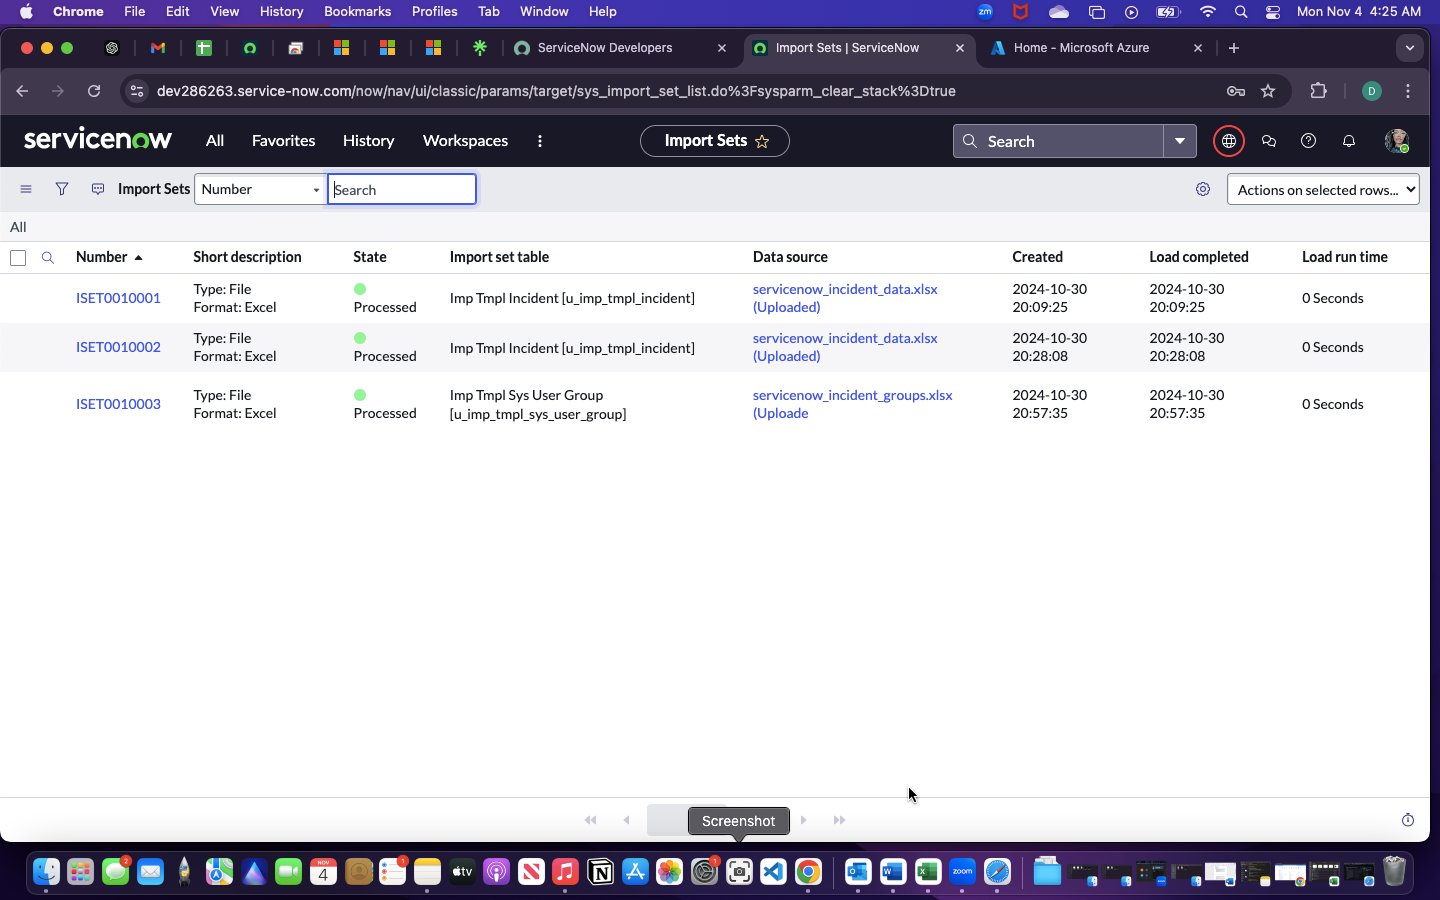 Chrome File Edit View History Bookmarks Profiles Tab Window Help zm Mon Nov 4 4:25 AM
ServiceNow Developers Import Sets | ServiceNow Home - Microsoft Azure
dev286263.service-now.com/now/nav/ui/classic/params/target/sys_import_set_list.do%3Fsysparm_clear_stack%3Dtrue D
servicenow All Favorites History Workspaces Import Sets Search
Import Sets Number Search Actions on selected rows...
All
Number Short description State Import set table Data source Created Load completed Load run time
ISET0010001 Type: File Format: Excel Processed Imp Tmpl Incident [u_imp_tmpl_incident] servicenow_incident_data.xlsx (Uploaded) 2024-10-30 20:09:25 2024-10-30 20:09:25 0 Seconds
ISET0010002 Type: File Format: Excel Processed Imp Tmpl Incident [u_imp_tmpl_incident] servicenow_incident_data.xlsx (Uploaded) 2024-10-30 20:28:08 2024-10-30 20:28:08 0 Seconds
ISET0010003 Type: File Format: Excel Processed Imp Tmpl Sys User Group [u_imp_tmpl_sys_user_group] servicenow_incident_groups.xlsx (Uploade 2024-10-30 20:57:35 2024-10-30 20:57:35 0 Seconds
Screenshot
2 NOV 4 1 tv 1 zoom